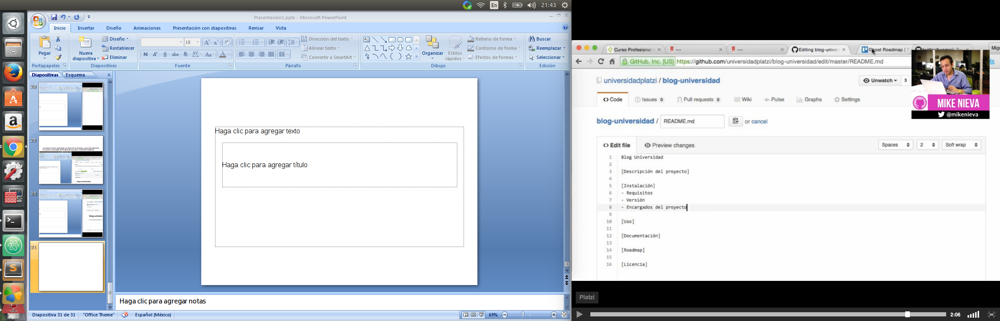 En
21:43
Presentación1.pptx - Microsoft PowerPoint
Inicio
Insertar
Diseño
Animaciones
Presentación con diapositivas
Revisar
Vista
Pegar
Portapapeles
Nueva
diapositiva
Diseño
Restablecer
Eliminar
Diapositivas
18
Fuente
Dirección del texto
Alinear texto
Convertir a SmartArt
Párrafo
Organizar
Estilos
rápidos
Relleno de forma
Contorno de forma
Efectos de formas
Dibujo
Buscar
Reemplazar
Seleccionar
Edición
Diapositivas
Esquema
28
29
CUANDO ESTES CREANDO UN PROYECTO FORMAL ALGO IMPORTANTE
ES QUE EL README ESTE BIEN DETALLADO Y APARTE PONER EL
blog-universidad
30
blog-univers
31
Haga clic para agregar texto
Haga clic para agregar título
Haga clic para agregar notas
Diapositiva 31 de 31
"Office Theme"
Español (México)
69%
Curso Profesional
---
---
Editing blog-univer
Ghost Roadmap | T
Migu
GitHub, Inc. [US]
https://github.com/universidadplatzi/blog-universidad/edit/master/README.md
universidadplatzi / blog-universidad
Unwatch
3
Code
Issues 0
Pull requests 0
Wiki
Pulse
Graphs
Settings
MIKE NIEVA
@mikenieva
blog-universidad / README.md
or cancel
Edit file
Preview changes
Spaces
2
Soft wrap
1 Blog Universidad
2
3 [Descripción del proyecto]
4
5 [Instalación]
6 - Requisitos
7 - Versión
8 - Encargados del proyecto
9
10 [Uso]
11
12 [Documentación]
13
14 [Roadmap]
15
16 [Licencia]
Platzi
2:06